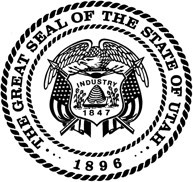 THE GREAT SEAL OF THE STATE OF UTAH
INDUSTRY
1847
1896